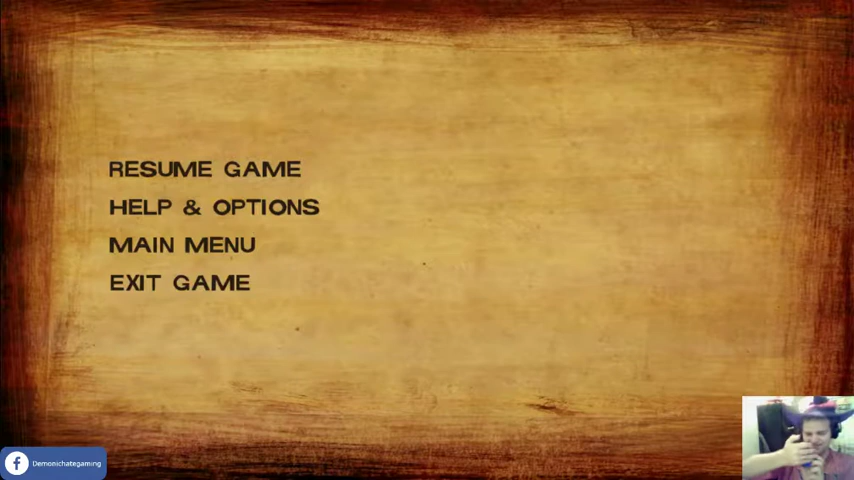 RESUME GAME
HELP & OPTIONS
MAIN MENU
EXIT GAME
Demonichategaming